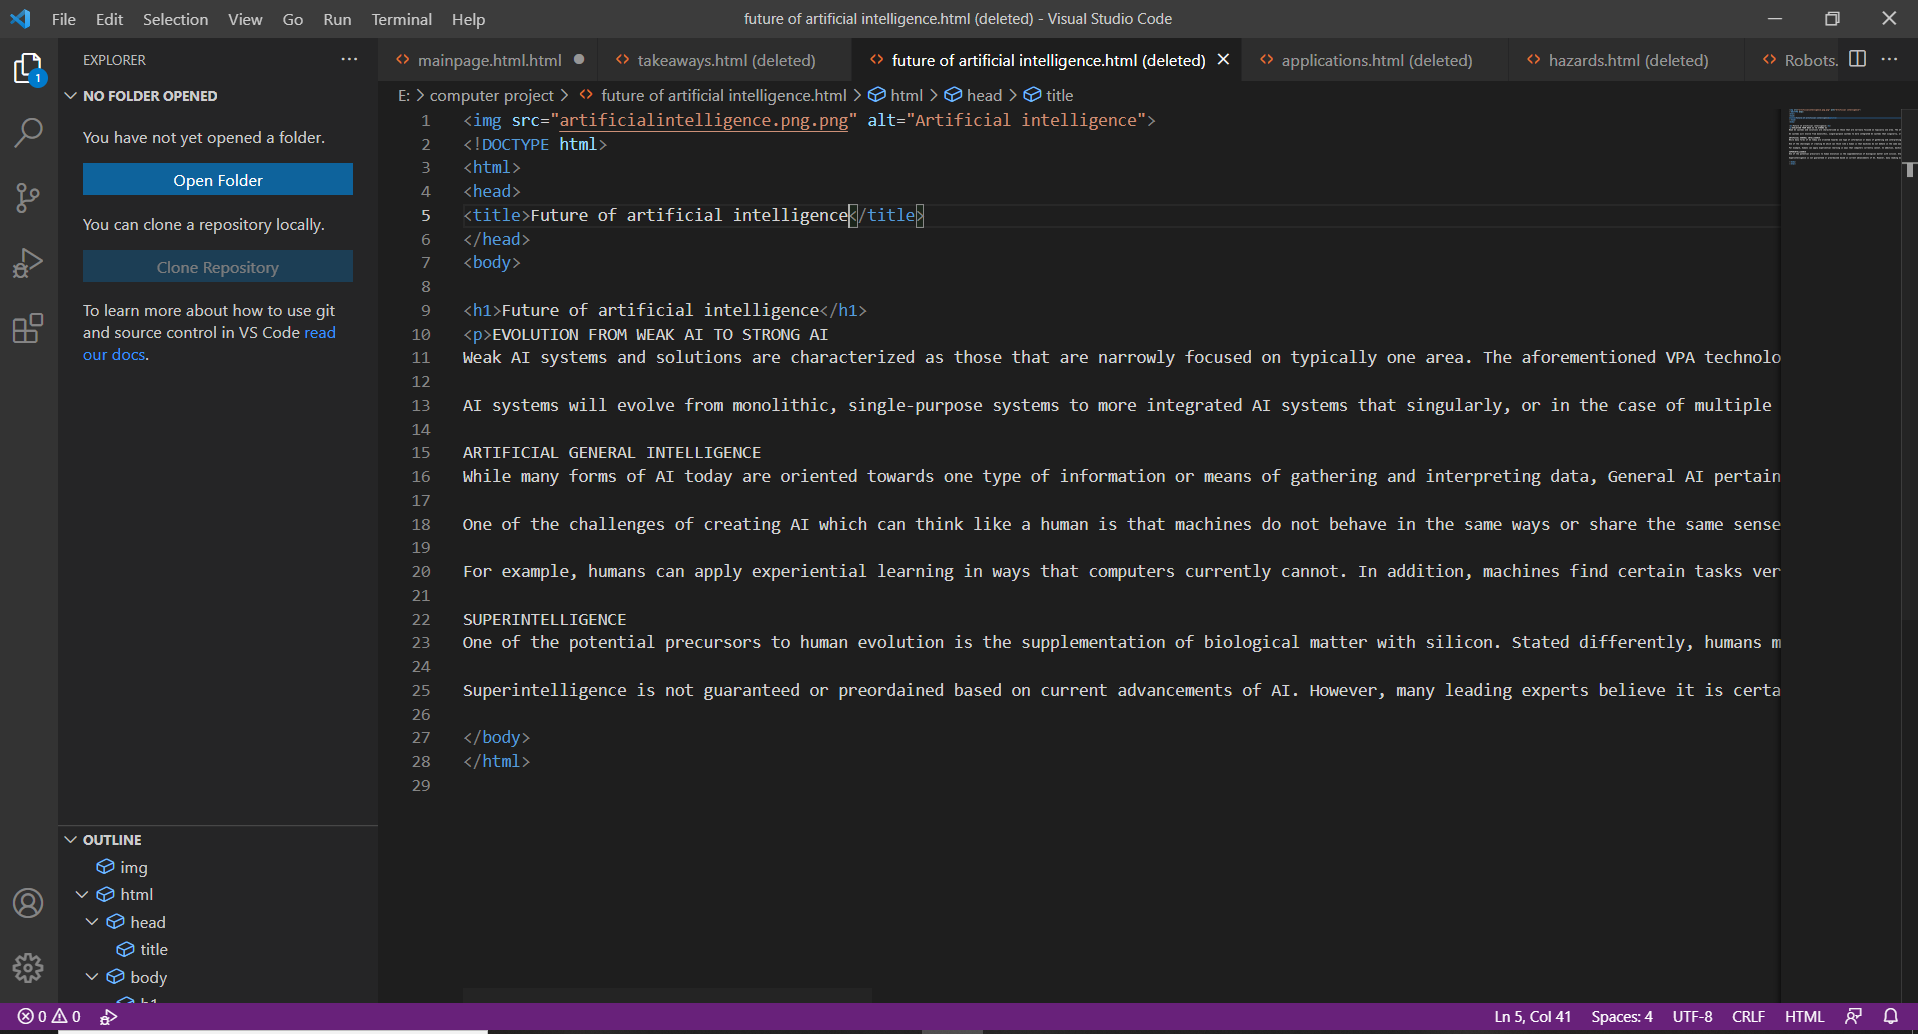 File Edit Selection View Go Run Terminal Help
future of artificial intelligence.html (deleted) - Visual Studio Code
EXPLORER
mainpage.html.html
takeaways.html (deleted)
future of artificial intelligence.html (deleted)
applications.html (deleted)
hazards.html (deleted)
Robots.
1
NO FOLDER OPENED
You have not yet opened a folder.
Open Folder
You can clone a repository locally.
Clone Repository
To learn more about how to use git
and source control in VS Code read
our docs.
OUTLINE
img
html
head
title
body
h1
E: > computer project > future of artificial intelligence.html > html > head > title
1 <img src="artificialintelligence.png.png" alt="Artificial intelligence">
2 <!DOCTYPE html>
3 <html>
4 <head>
5 <title>Future of artificial intelligence</title>
6 </head>
7 <body>
8
9 <h1>Future of artificial intelligence</h1>
10 <p>EVOLUTION FROM WEAK AI TO STRONG AI
11 Weak AI systems and solutions are characterized as those that are narrowly focused on typically one area. The aforementioned VPA technolo
12
13 AI systems will evolve from monolithic, single-purpose systems to more integrated AI systems that singularly, or in the case of multiple
14
15 ARTIFICIAL GENERAL INTELLIGENCE
16 While many forms of AI today are oriented towards one type of information or means of gathering and interpreting data, General AI pertain
17
18 One of the challenges of creating AI which can think like a human is that machines do not behave in the same ways or share the same sense
19
20 For example, humans can apply experiential learning in ways that computers currently cannot. In addition, machines find certain tasks ver
21
22 SUPERINTELLIGENCE
23 One of the potential precursors to human evolution is the supplementation of biological matter with silicon. Stated differently, humans m
24
25 Superintelligence is not guaranteed or preordained based on current advancements of AI. However, many leading experts believe it is certa
26
27 </body>
28 </html>
29
0 0
Ln 5, Col 41 Spaces: 4 UTF-8 CRLF HTML